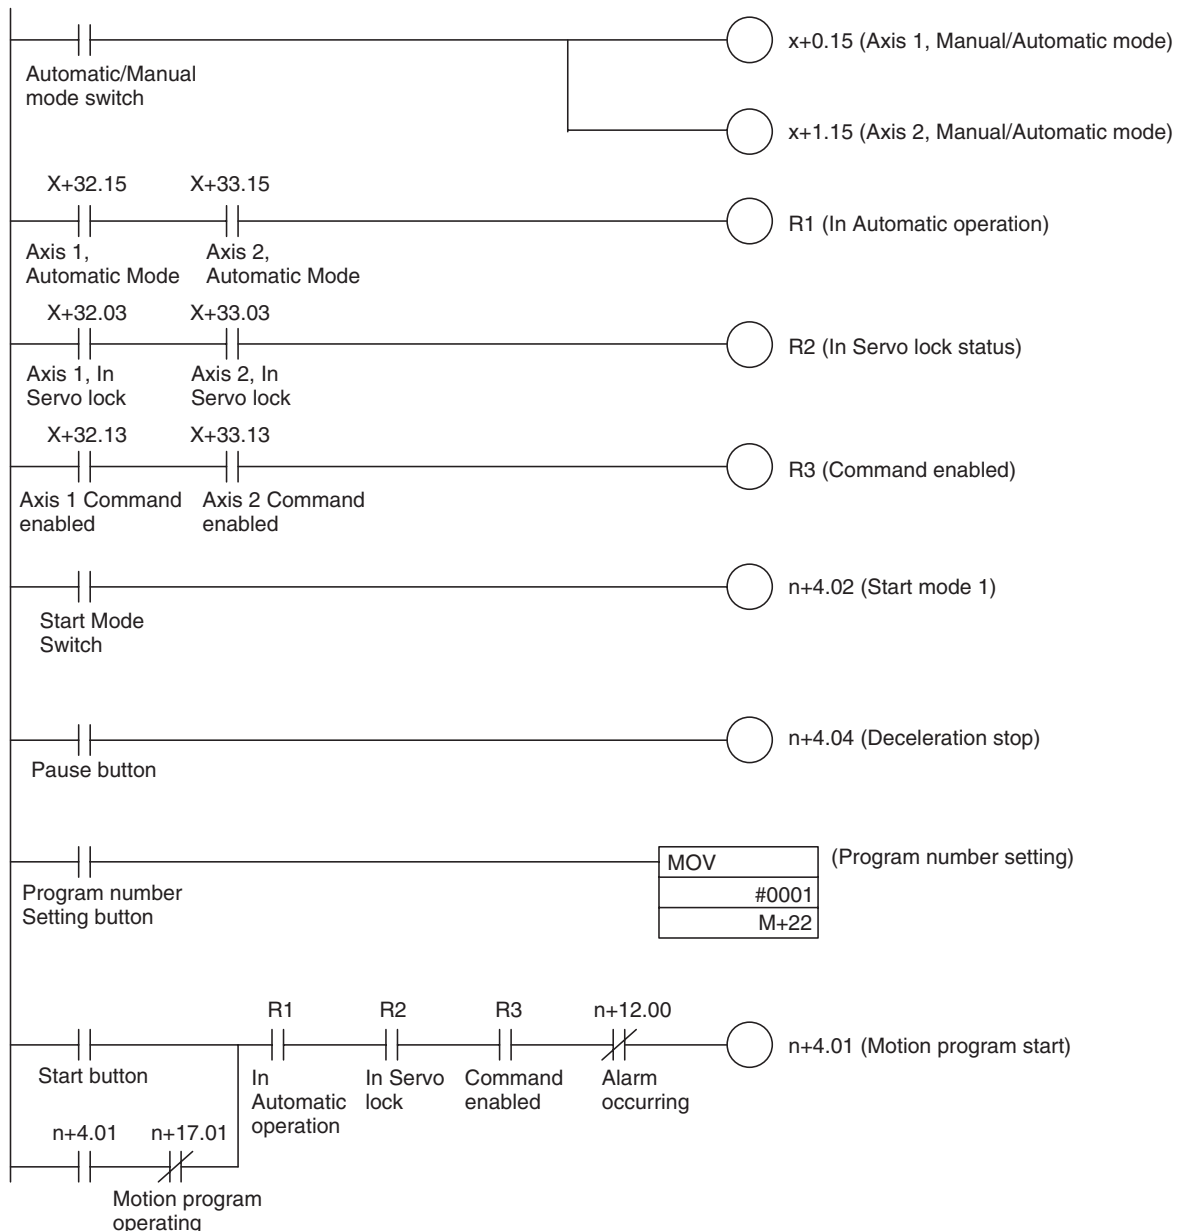 x+0.15 (Axis 1, Manual/Automatic mode)
Automatic/Manual
mode switch
x+1.15 (Axis 2, Manual/Automatic mode)
X+32.15 X+33.15
R1 (In Automatic operation)
Axis 1,
Automatic Mode
Axis 2,
Automatic Mode
X+32.03 X+33.03
R2 (In Servo lock status)
Axis 1, In
Servo lock
Axis 2, In
Servo lock
X+32.13 X+33.13
R3 (Command enabled)
Axis 1 Command
enabled
Axis 2 Command
enabled
n+4.02 (Start mode 1)
Start Mode
Switch
n+4.04 (Deceleration stop)
Pause button
MOV
(Program number setting)
#0001
M+22
Program number
Setting button
R1 R2 R3 n+12.00
n+4.01 (Motion program start)
Start button
In
Automatic
operation
In Servo
lock
Command
enabled
Alarm
occurring
n+4.01 n+17.01
Motion program
operating